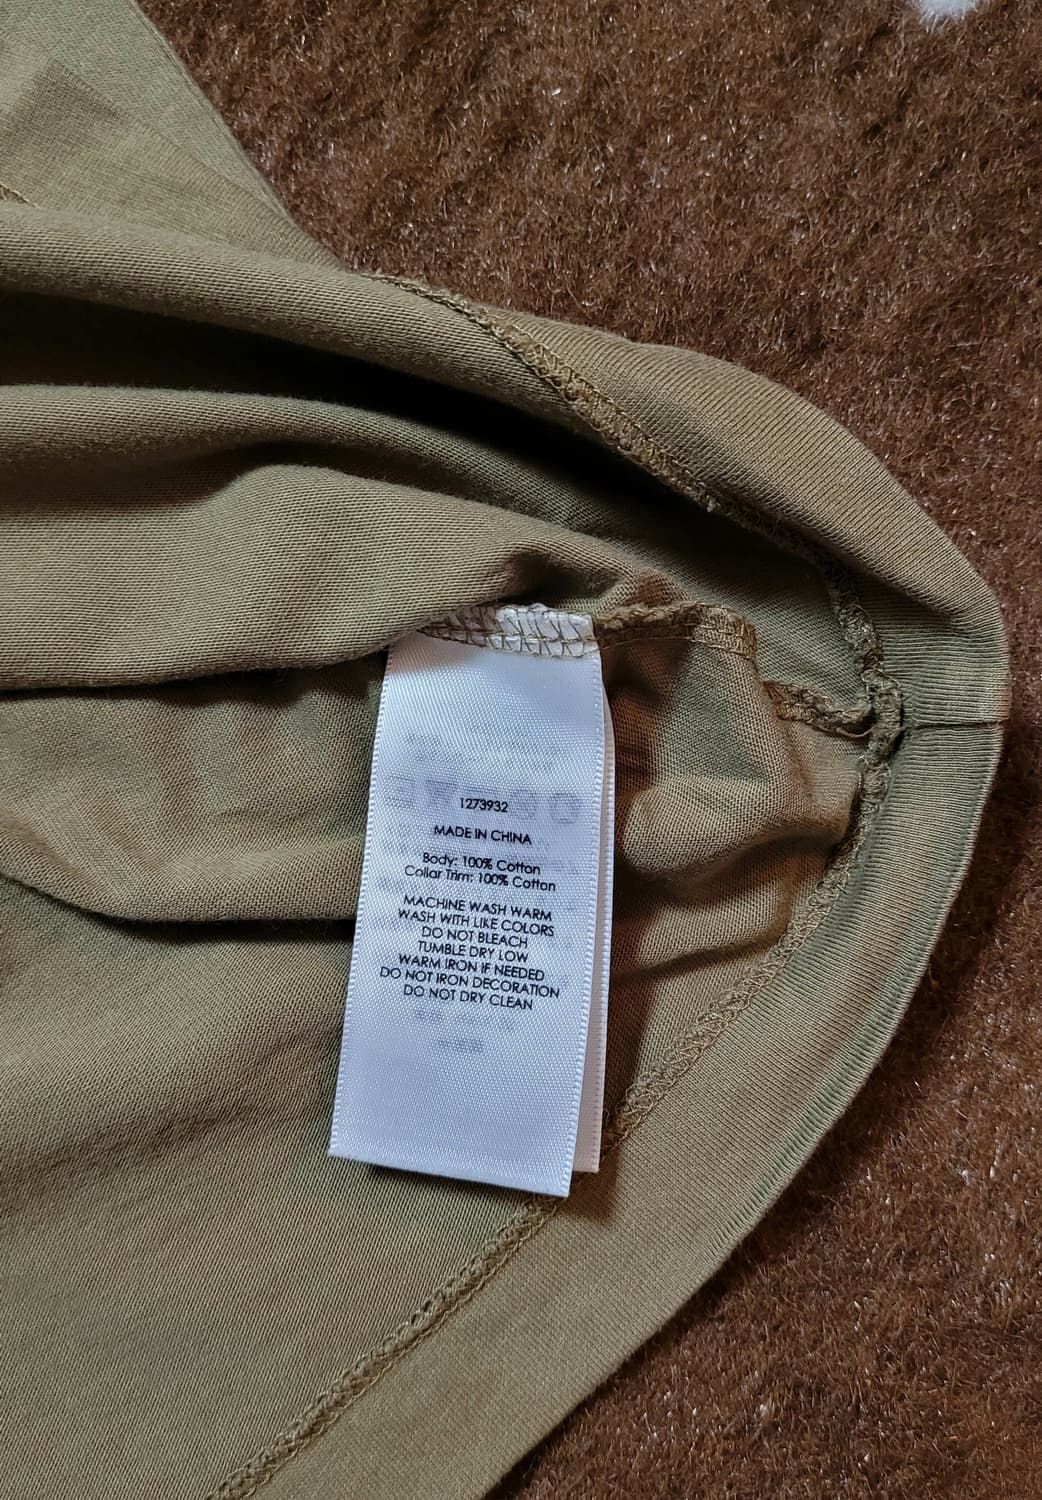 1273932
MADE IN CHINA
Body: 100% Cotton
Collar Trim: 100% Cotton
MACHINE WASH WARM
WASH WITH LIKE COLORS
DO NOT BLEACH
TUMBLE DRY LOW
WARM IRON IF NEEDED
DO NOT IRON DECORATION
DO NOT DRY CLEAN